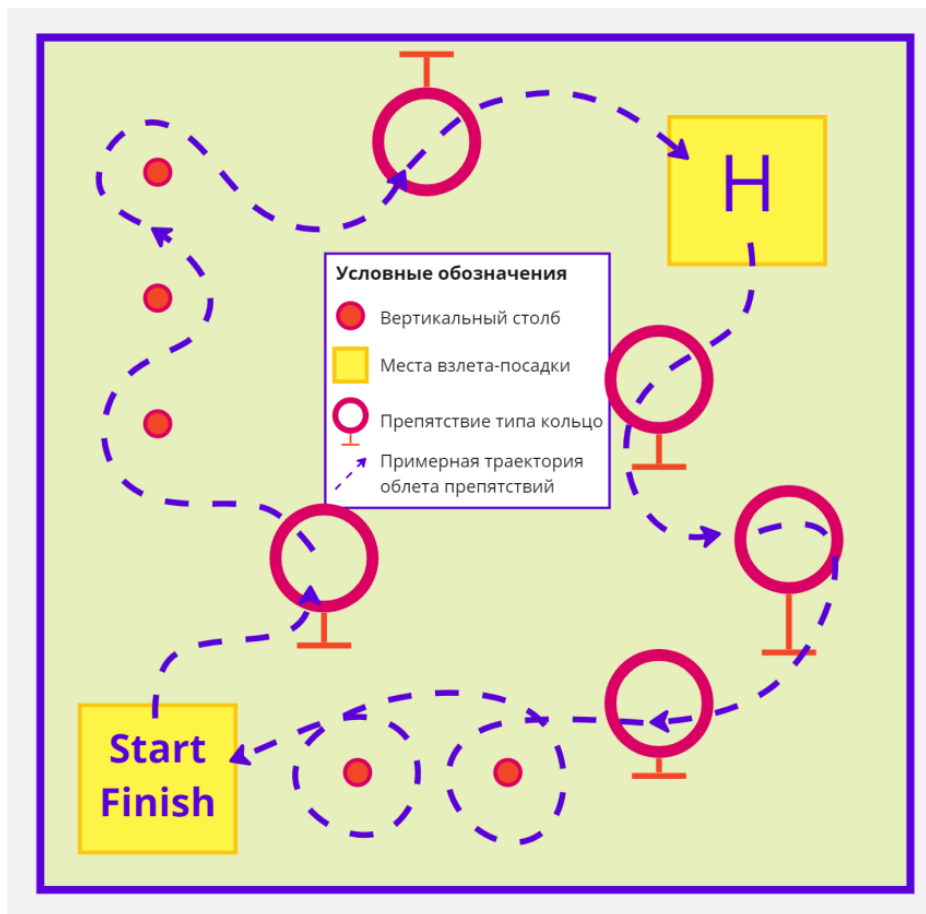 H
Условные обозначения
Вертикальный столб
Места взлета-посадки
Препятствие типа кольцо
Примерная траектория
облета препятствий
Start
Finish